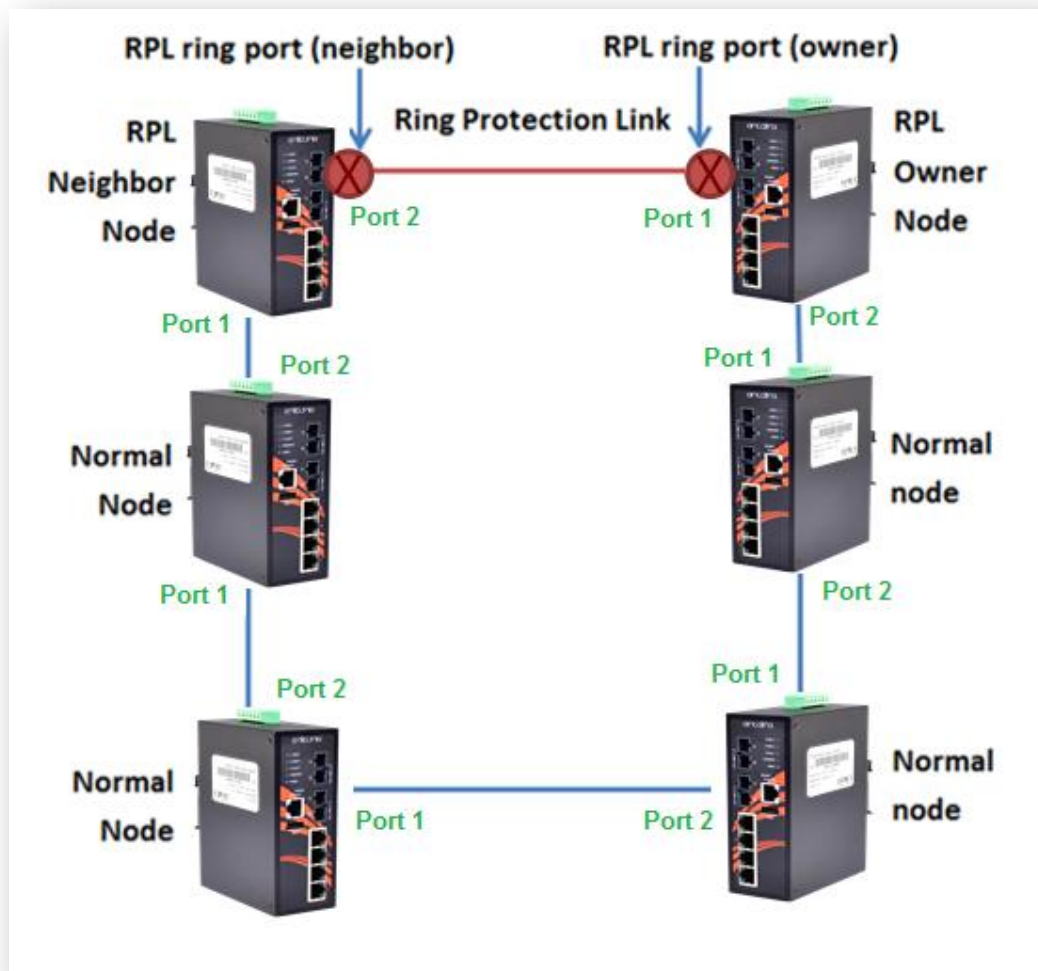 RPL ring port (neighbor)
RPL ring port (owner)
Ring Protection Link
RPL
Neighbor
Node
RPL
Owner
Node
Port 2
Port 1
Port 1
Port 2
Port 2
Port 1
Normal
Node
Normal
node
Port 1
Port 2
Port 2
Port 1
Normal
Node
Normal
node
Port 1
Port 2